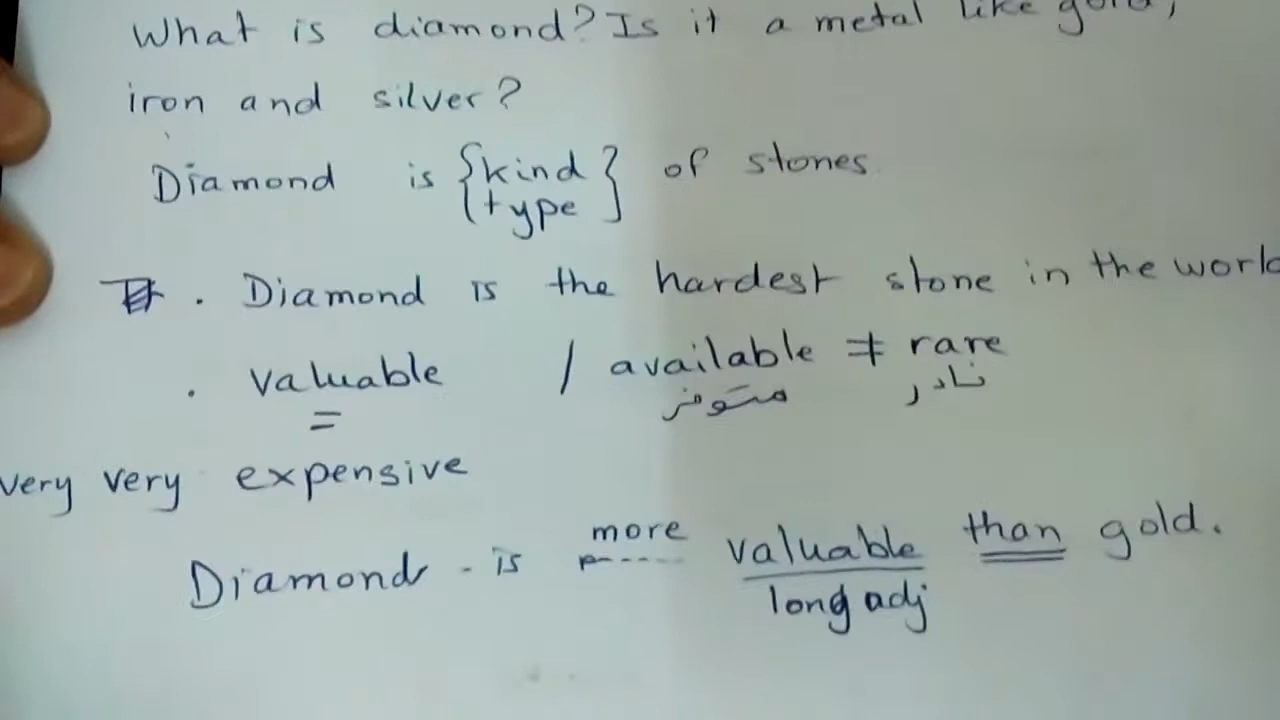 What is diamond? Is it a metal like gold,
iron and silver?
Diamond is { kind } of stones.
type
. Diamond is the hardest stone in the world
. Valuable / available ≠ rare
متوفر نادر
=
very very expensive
more
Diamond is valuable than gold.
long adj